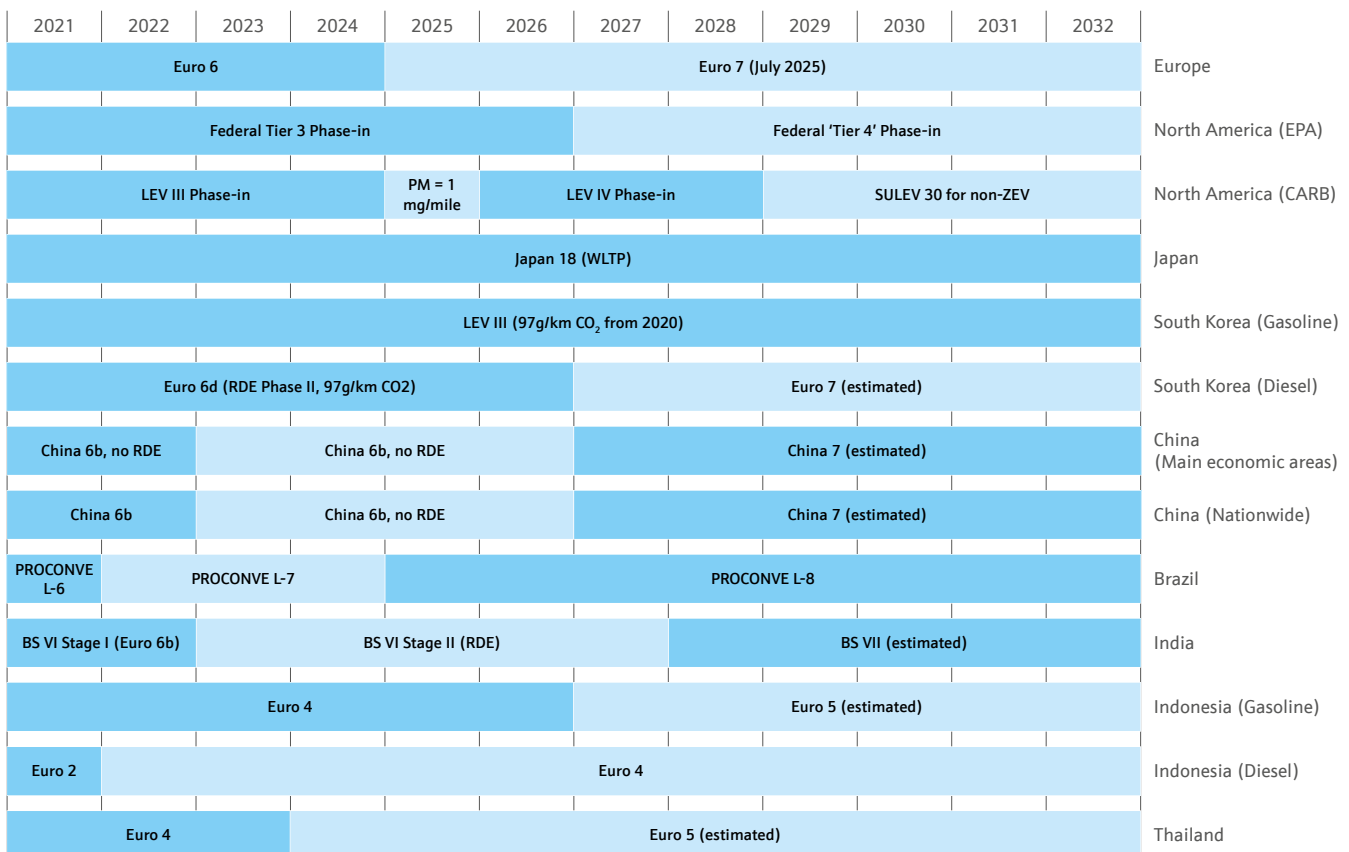 2021 2022 2023 2024 2025 2026 2027 2028 2029 2030 2031 2032
Euro 6 Euro 7 (July 2025) Europe
Federal Tier 3 Phase-in Federal ‘Tier 4’ Phase-in North America (EPA)
LEV III Phase-in PM = 1
mg/mile LEV IV Phase-in SULEV 30 for non-ZEV North America (CARB)
Japan 18 (WLTP) Japan
LEV III (97g/km CO₂ from 2020) South Korea (Gasoline)
Euro 6d (RDE Phase II, 97g/km CO2) Euro 7 (estimated) South Korea (Diesel)
China 6b, no RDE China 6b, no RDE China 7 (estimated) China
(Main economic areas)
China 6b China 6b, no RDE China 7 (estimated) China (Nationwide)
PROCONVE
L-6 PROCONVE L-7 PROCONVE L-8 Brazil
BS VI Stage I (Euro 6b) BS VI Stage II (RDE) BS VII (estimated) India
Euro 4 Euro 5 (estimated) Indonesia (Gasoline)
Euro 2 Euro 4 Indonesia (Diesel)
Euro 4 Euro 5 (estimated) Thailand